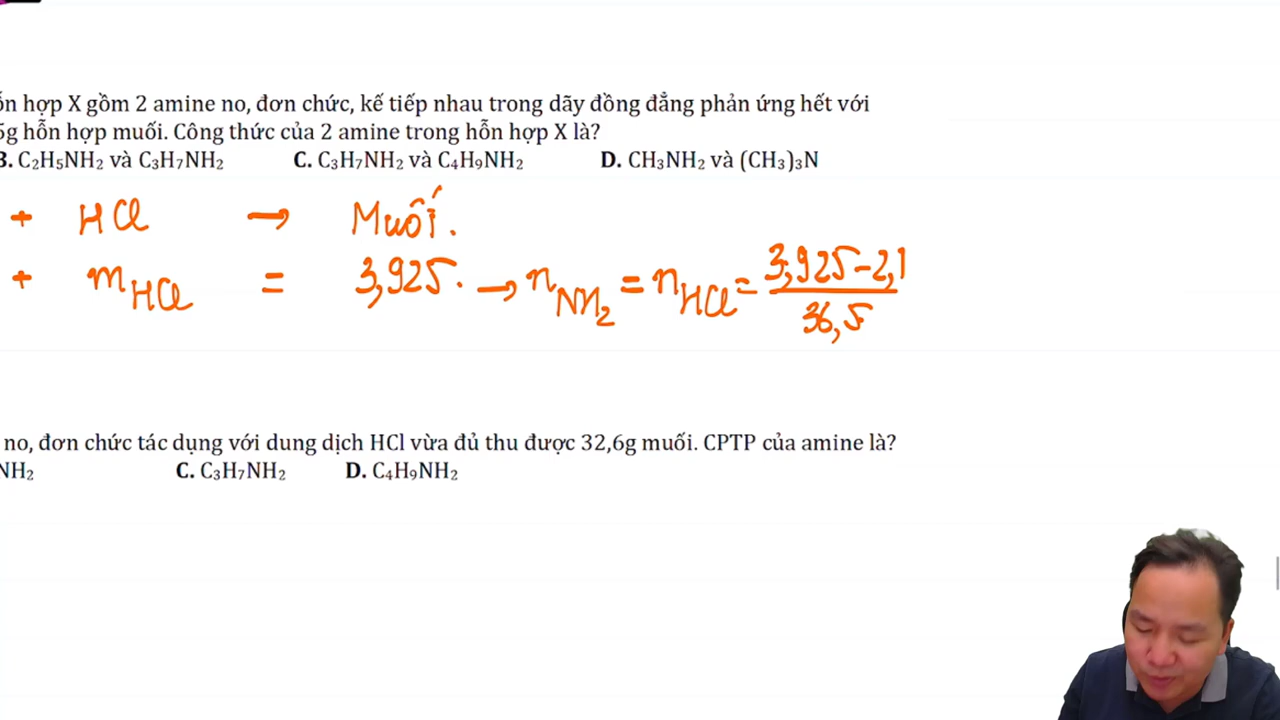 ỗn hợp X gồm 2 amine no, đơn chức, kế tiếp nhau trong dãy đồng đẳng phản ứng hết với
5g hỗn hợp muối. Công thức của 2 amine trong hỗn hợp X là?
B. C₂H₅NH₂ và C₃H₇NH₂ C. C₃H₇NH₂ và C₄H₉NH₂ D. CH₃NH₂ và (CH₃)₃N
+ HCl → Muối.
+ m_HCl = 3,925. → n_NH₂ = n_HCl = (3,925-2,1)/36,5
no, đơn chức tác dụng với dung dịch HCl vừa đủ thu được 32,6g muối. CPTP của amine là?
NH₂ C. C₃H₇NH₂ D. C₄H₉NH₂